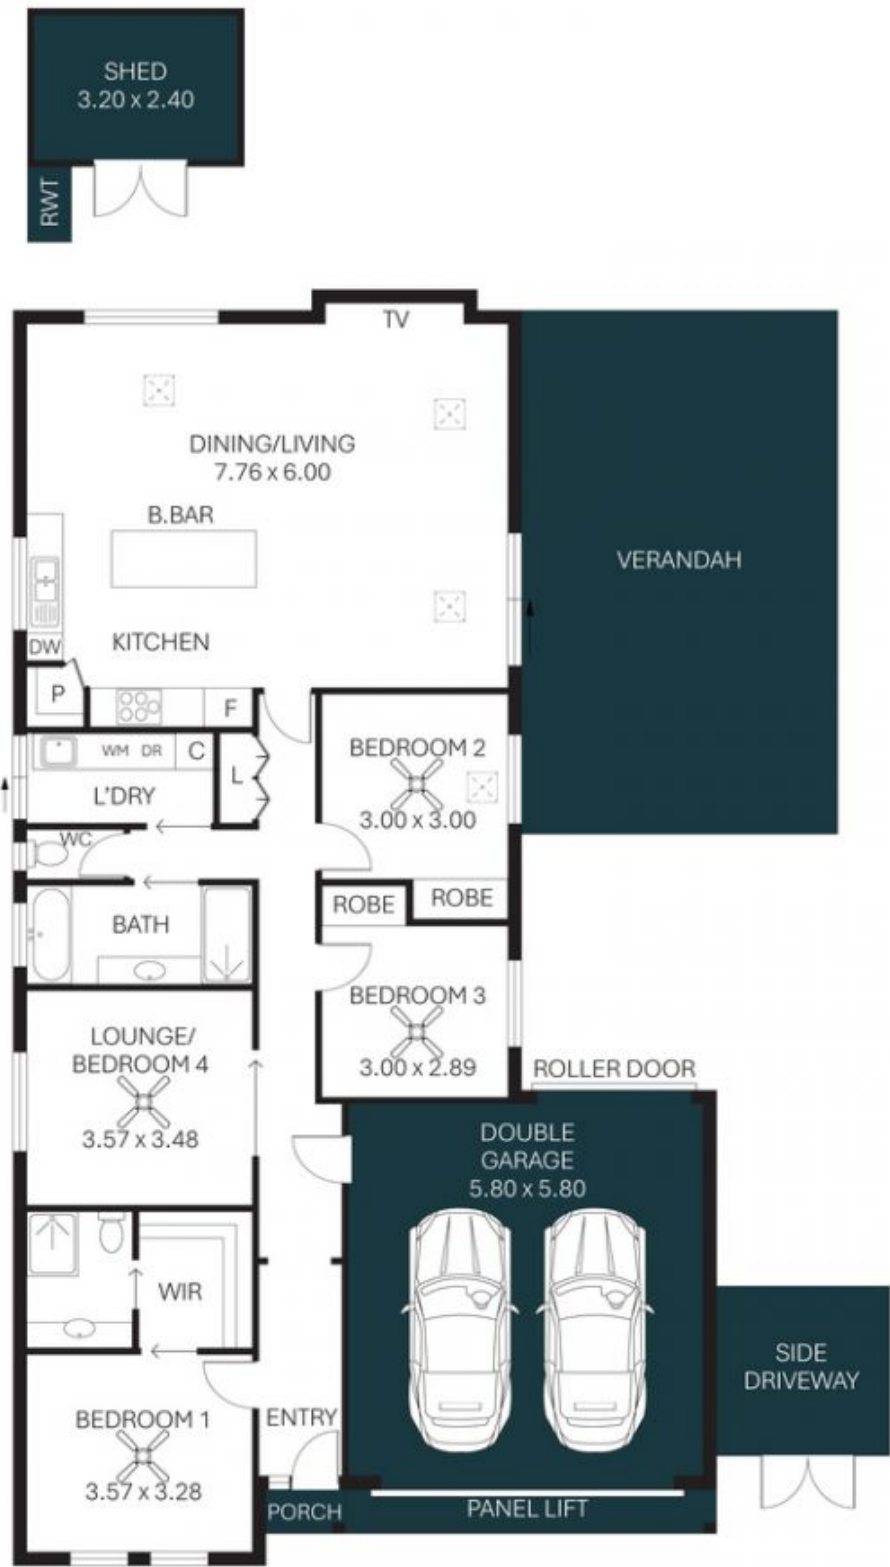 SHED
3.20 x 2.40
RWT
TV
DINING/LIVING
7.76 x 6.00
B.BAR
VERANDAH
KITCHEN
DW
P
F
WM DR C
L
L'DRY
BEDROOM 2
3.00 x 3.00
WC
ROBE
ROBE
BATH
BEDROOM 3
3.00 x 2.89
LOUNGE/
BEDROOM 4
3.57 x 3.48
ROLLER DOOR
DOUBLE
GARAGE
5.80 x 5.80
WIR
SIDE
DRIVEWAY
BEDROOM 1
3.57 x 3.28
ENTRY
PORCH
PANEL LIFT